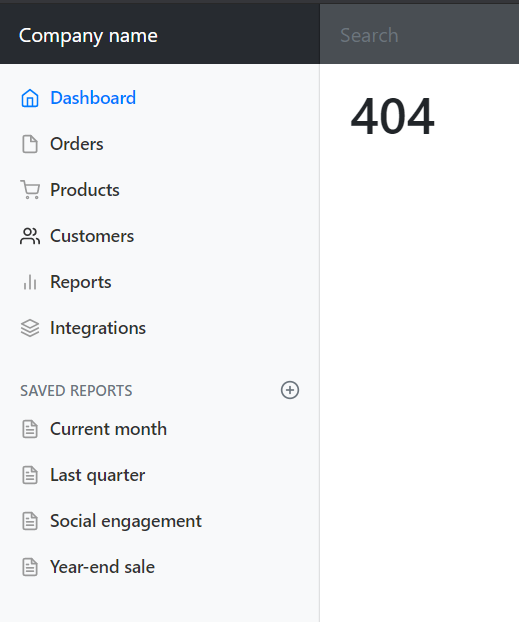 Company name
Search
Dashboard
404
Orders
Products
Customers
Reports
Integrations
SAVED REPORTS
Current month
Last quarter
Social engagement
Year-end sale